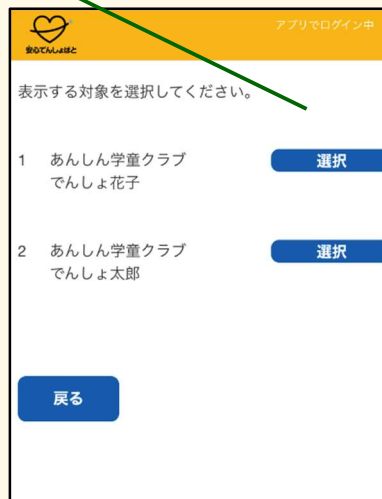 安心でんしょばと
アプリでログイン中
表示する対象を選択してください。
1 あんしん学童クラブ 選択
でんしょ花子
2 あんしん学童クラブ 選択
でんしょ太郎
戻る